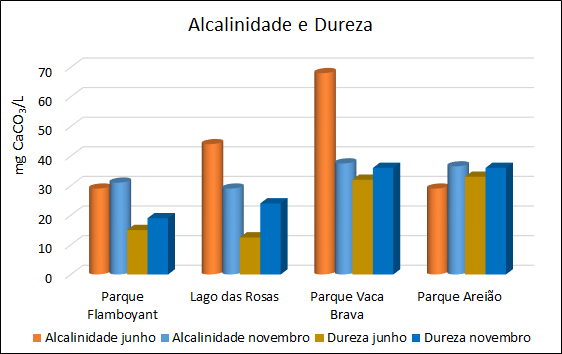 Alcalinidade e Dureza
mg CaCO₃/L
70
60
50
40
30
20
10
0
Parque Flamboyant
Lago das Rosas
Parque Vaca Brava
Parque Areião
Alcalinidade junho
Alcalinidade novembro
Dureza junho
Dureza novembro